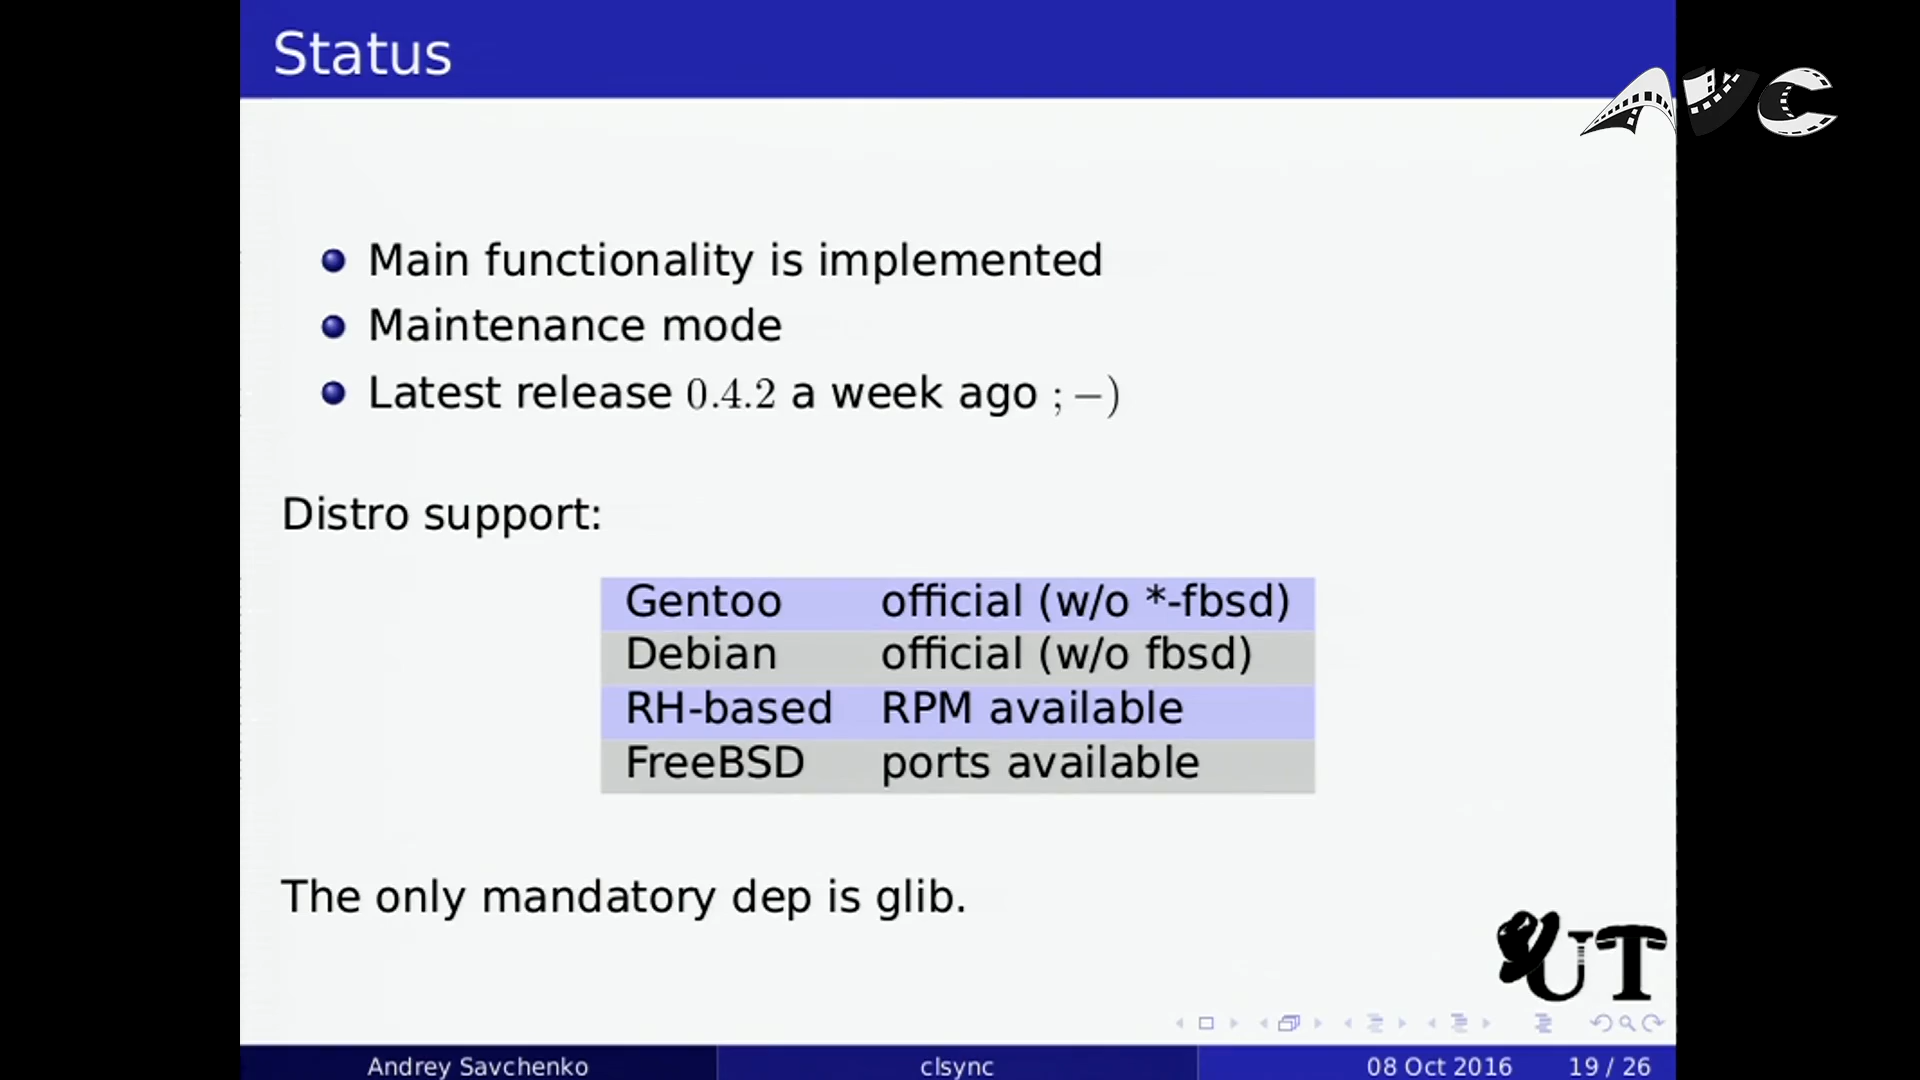 Status
AVC
Main functionality is implemented
Maintenance mode
Latest release 0.4.2 a week ago ;−)
Distro support:
Gentoo official (w/o *-fbsd)
Debian official (w/o fbsd)
RH-based RPM available
FreeBSD ports available
The only mandatory dep is glib.
UT
Andrey Savchenko clsync 08 Oct 2016 19 / 26